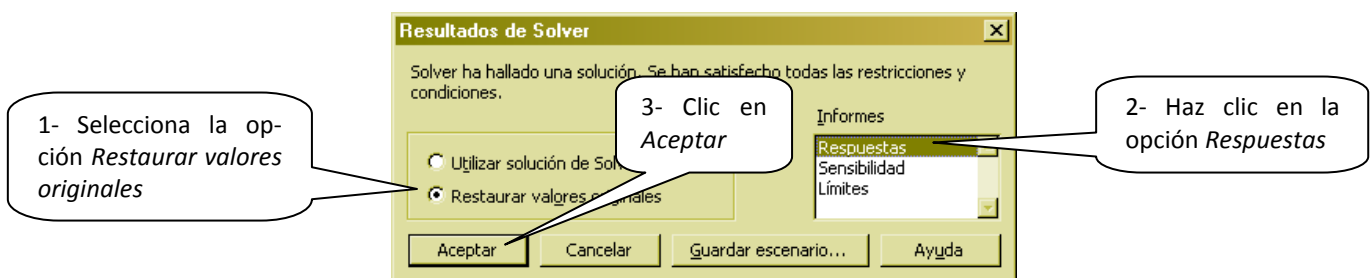 Resultados de Solver
Solver ha hallado una solución. Se han satisfecho todas las restricciones y
condiciones.
1- Selecciona la op-
ción Restaurar valores
originales
3- Clic en
Aceptar
Informes
2- Haz clic en la
opción Respuestas
Utilizar solución de Solv
Restaurar valores originales
Respuestas
Sensibilidad
Límites
Aceptar
Cancelar
Guardar escenario...
Ayuda